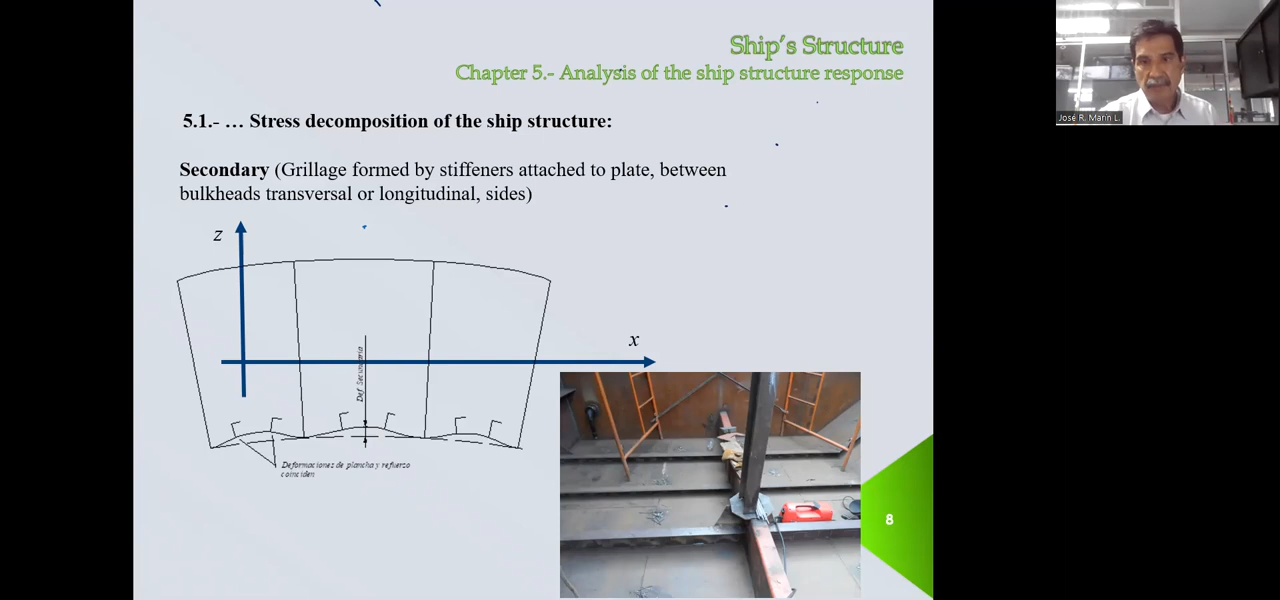 Ship's Structure
Chapter 5.- Analysis of the ship structure response
José R. Marín L.
5.1.- … Stress decomposition of the ship structure:
Secondary (Grillage formed by stiffeners attached to plate, between
bulkheads transversal or longitudinal, sides)
z
x
Def. Secundaria
Deformaciones de plancha y refuerzo
coinciden
8